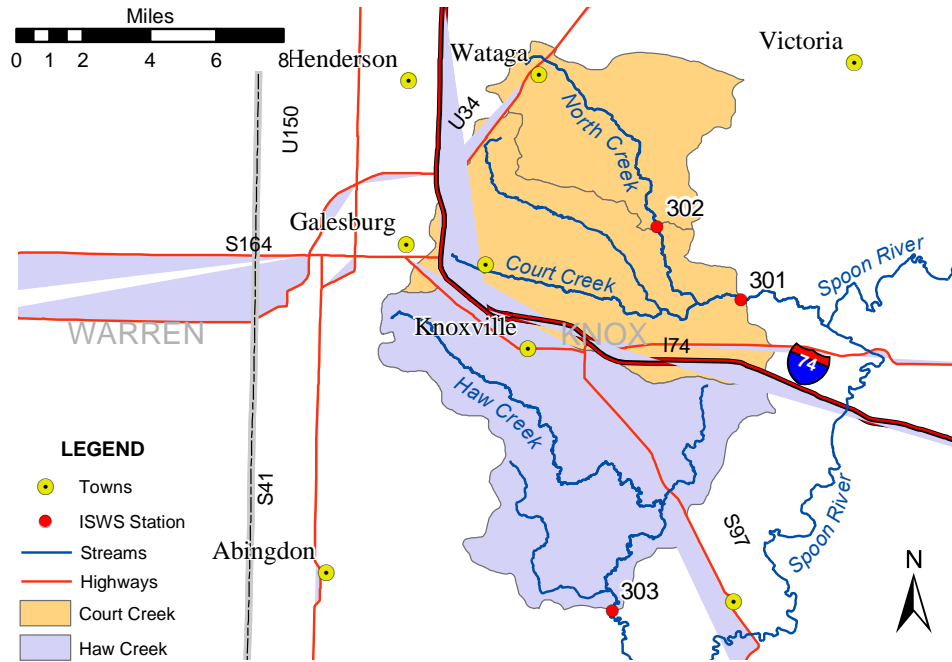 Miles
0 1 2 4 6 8
Henderson
Wataga
Victoria
U150
U34
North Creek
302
Galesburg
S164
Court Creek
301
Spoon River
WARREN
Knoxville
KNOX
I74
74
Haw Creek
LEGEND
Towns
ISWS Station
Streams
Highways
Court Creek
Haw Creek
S41
Abingdon
S97
Spoon River
303
N